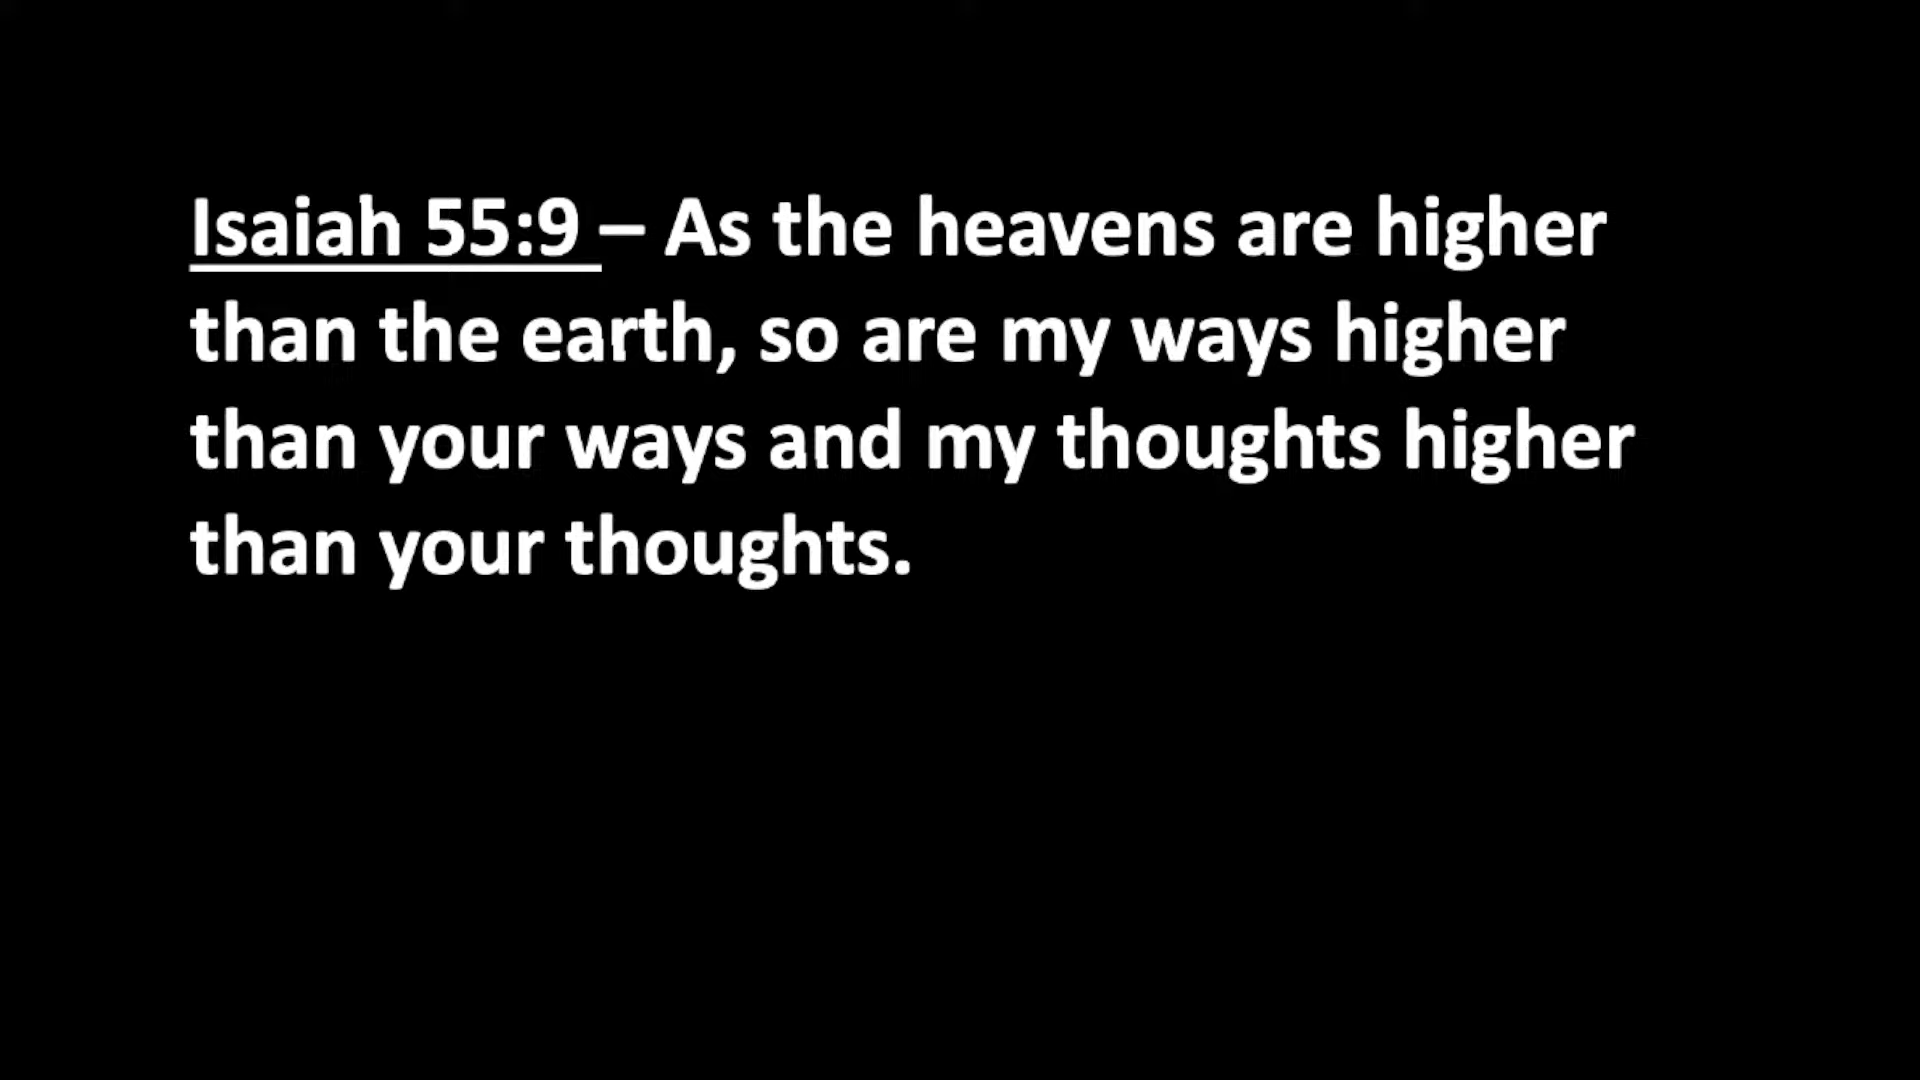 Isaiah 55:9 – As the heavens are higher
than the earth, so are my ways higher
than your ways and my thoughts higher
than your thoughts.